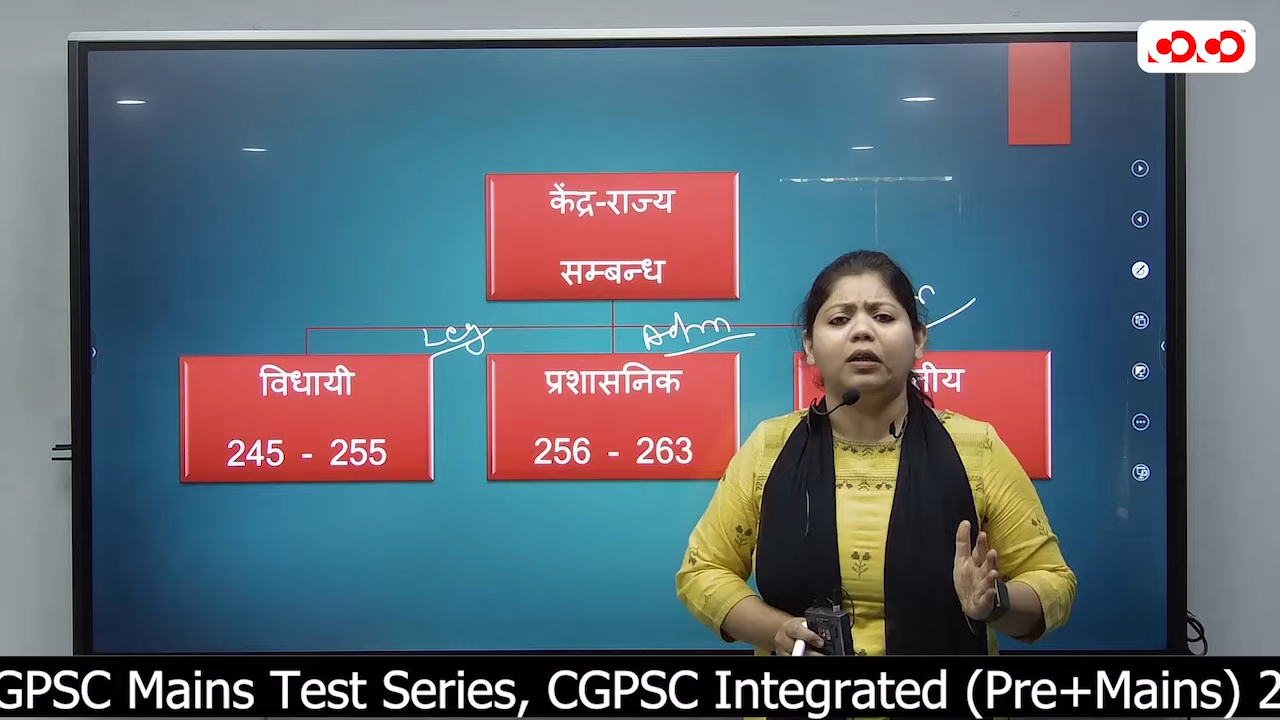 केंद्र-राज्य
सम्बन्ध
Leg
Adm
विधायी
245 - 255
प्रशासनिक
256 - 263
GPSC Mains Test Series, CGPSC Integrated (Pre+Mains) 2